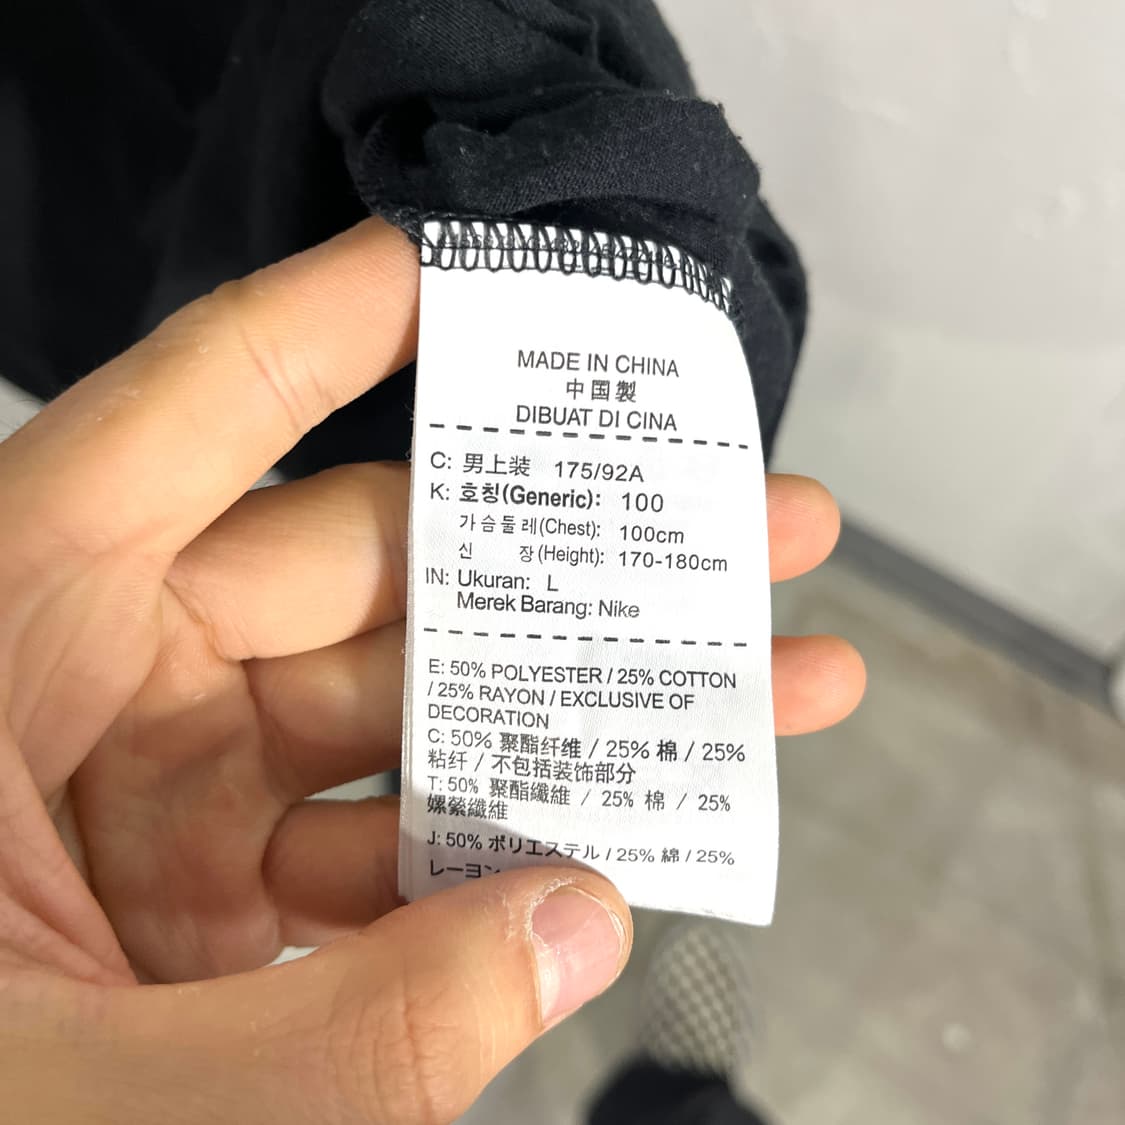 MADE IN CHINA
中国製
DIBUAT DI CINA
C: 男上装 175/92A
K: 호칭(Generic): 100
가슴둘레(Chest): 100cm
신 장(Height): 170-180cm
IN: Ukuran: L
Merek Barang: Nike
E: 50% POLYESTER / 25% COTTON
/ 25% RAYON / EXCLUSIVE OF
DECORATION
C: 50% 聚酯纤维 / 25% 棉 / 25%
粘纤 / 不包括装饰部分
T: 50% 聚酯纖維 / 25% 棉 / 25%
嫘縈纖維
J: 50% ポリエステル / 25% 綿 / 25%
レーヨン